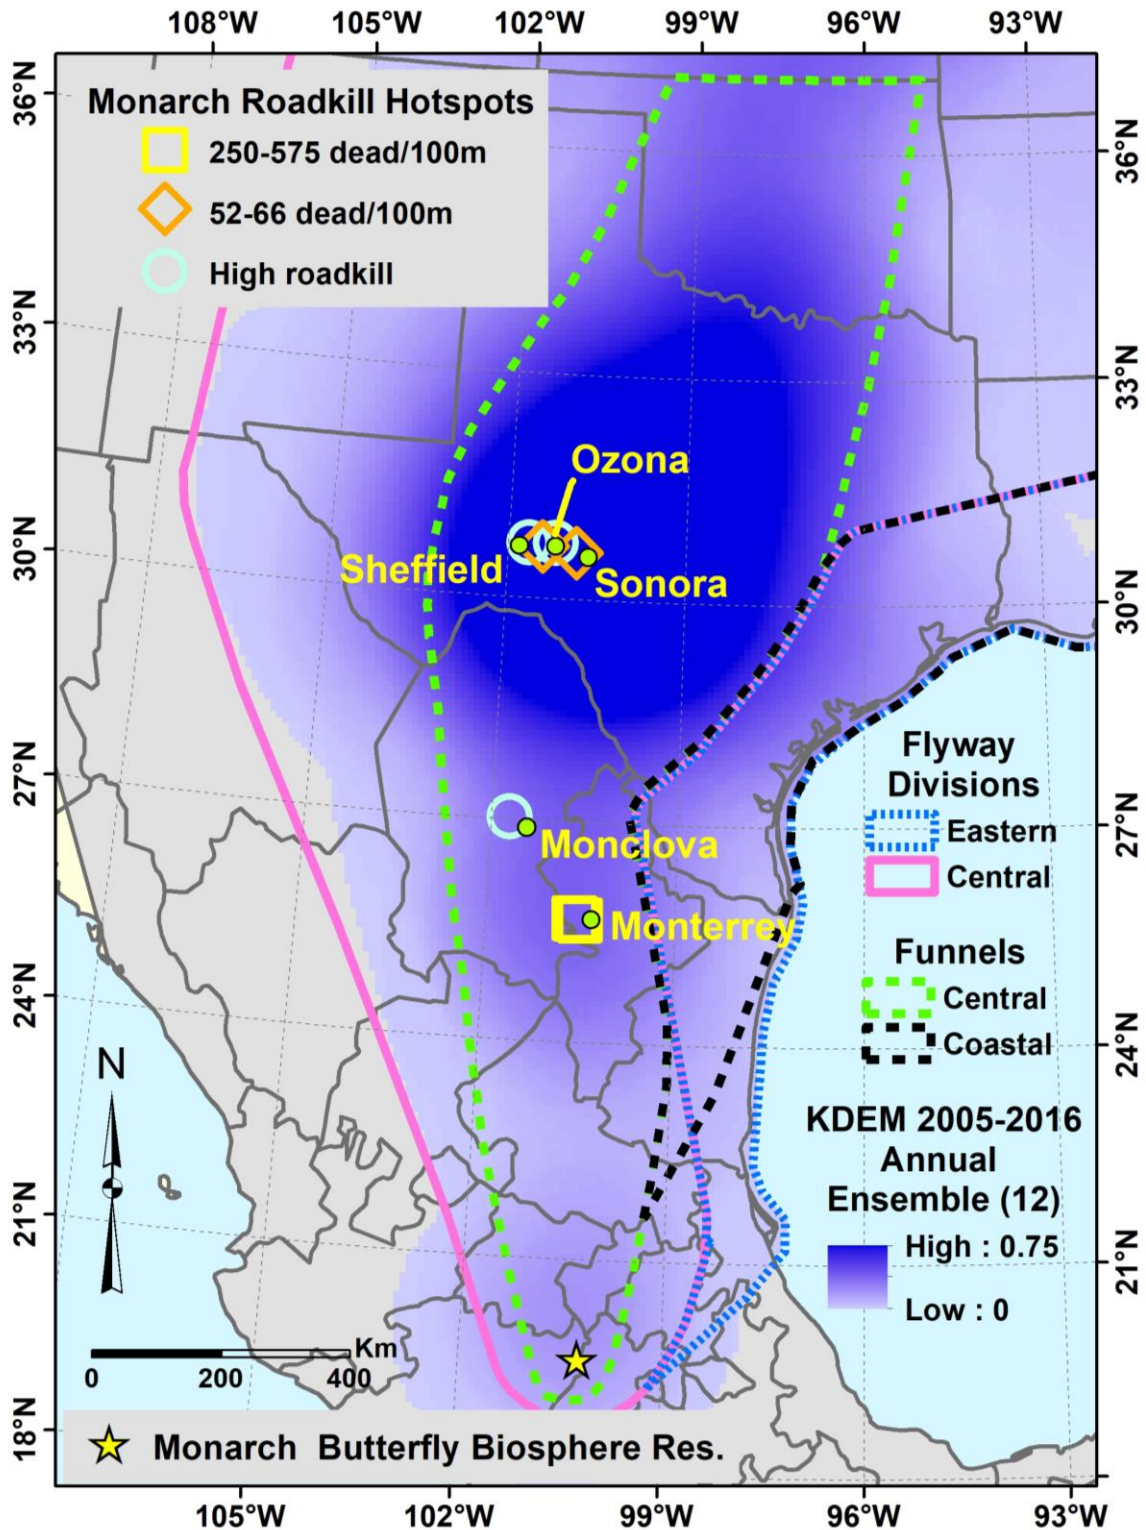 108°W 105°W 102°W 99°W 96°W 93°W
36°N
33°N
30°N
27°N
24°N
21°N
18°N
Monarch Roadkill Hotspots
250-575 dead/100m
52-66 dead/100m
High roadkill
Ozona
Sheffield
Sonora
Monclova
Monterrey
Flyway
Divisions
Eastern
Central
Funnels
Central
Coastal
KDEM 2005-2016
Annual
Ensemble (12)
High : 0.75
Low : 0
N
Km
0 200 400
Monarch Butterfly Biosphere Res.
36°N
33°N
30°N
27°N
24°N
21°N
105°W 102°W 99°W 96°W 93°W